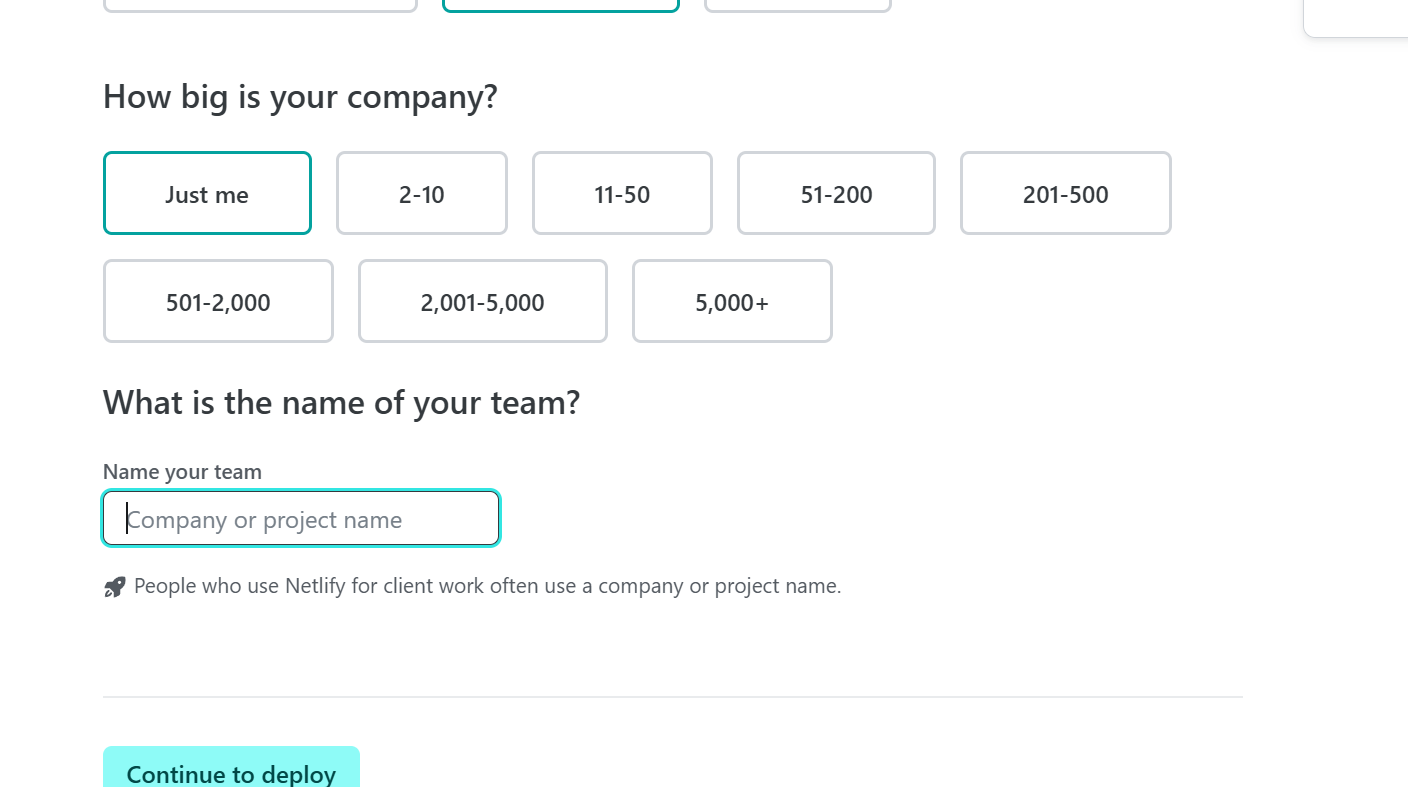 How big is your company?
Just me
2-10
11-50
51-200
201-500
501-2,000
2,001-5,000
5,000+
What is the name of your team?
Name your team
Company or project name
People who use Netlify for client work often use a company or project name.
Continue to deploy